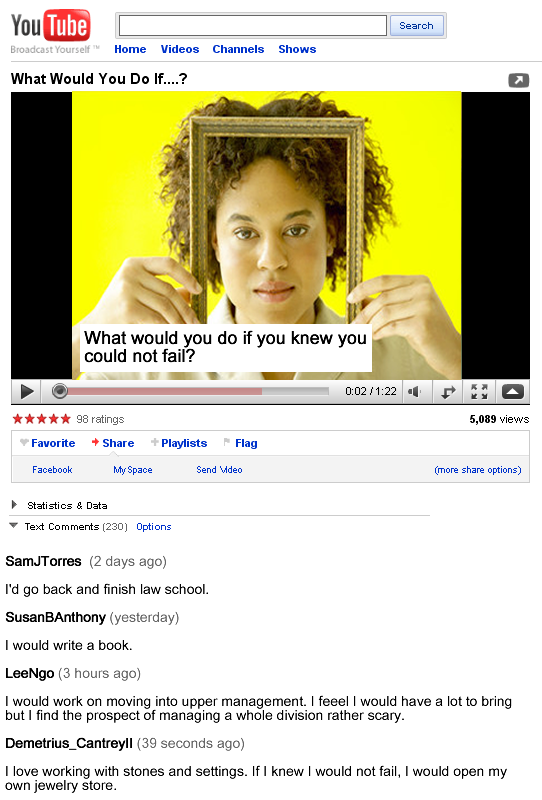 YouTube
Broadcast Yourself ™
Search
Home Videos Channels Shows
What Would You Do If....?
What would you do if you knew you
could not fail?
0:02 / 1:22
98 ratings
5,089 views
Favorite Share Playlists Flag
Facebook MySpace Send Video (more share options)
Statistics & Data
Text Comments (230) Options
SamJTorres (2 days ago)
I'd go back and finish law school.
SusanBAnthony (yesterday)
I would write a book.
LeeNgo (3 hours ago)
I would work on moving into upper management. I feeel I would have a lot to bring
but I find the prospect of managing a whole division rather scary.
Demetrius_CantreyII (39 seconds ago)
I love working with stones and settings. If I knew I would not fail, I would open my
own jewelry store.